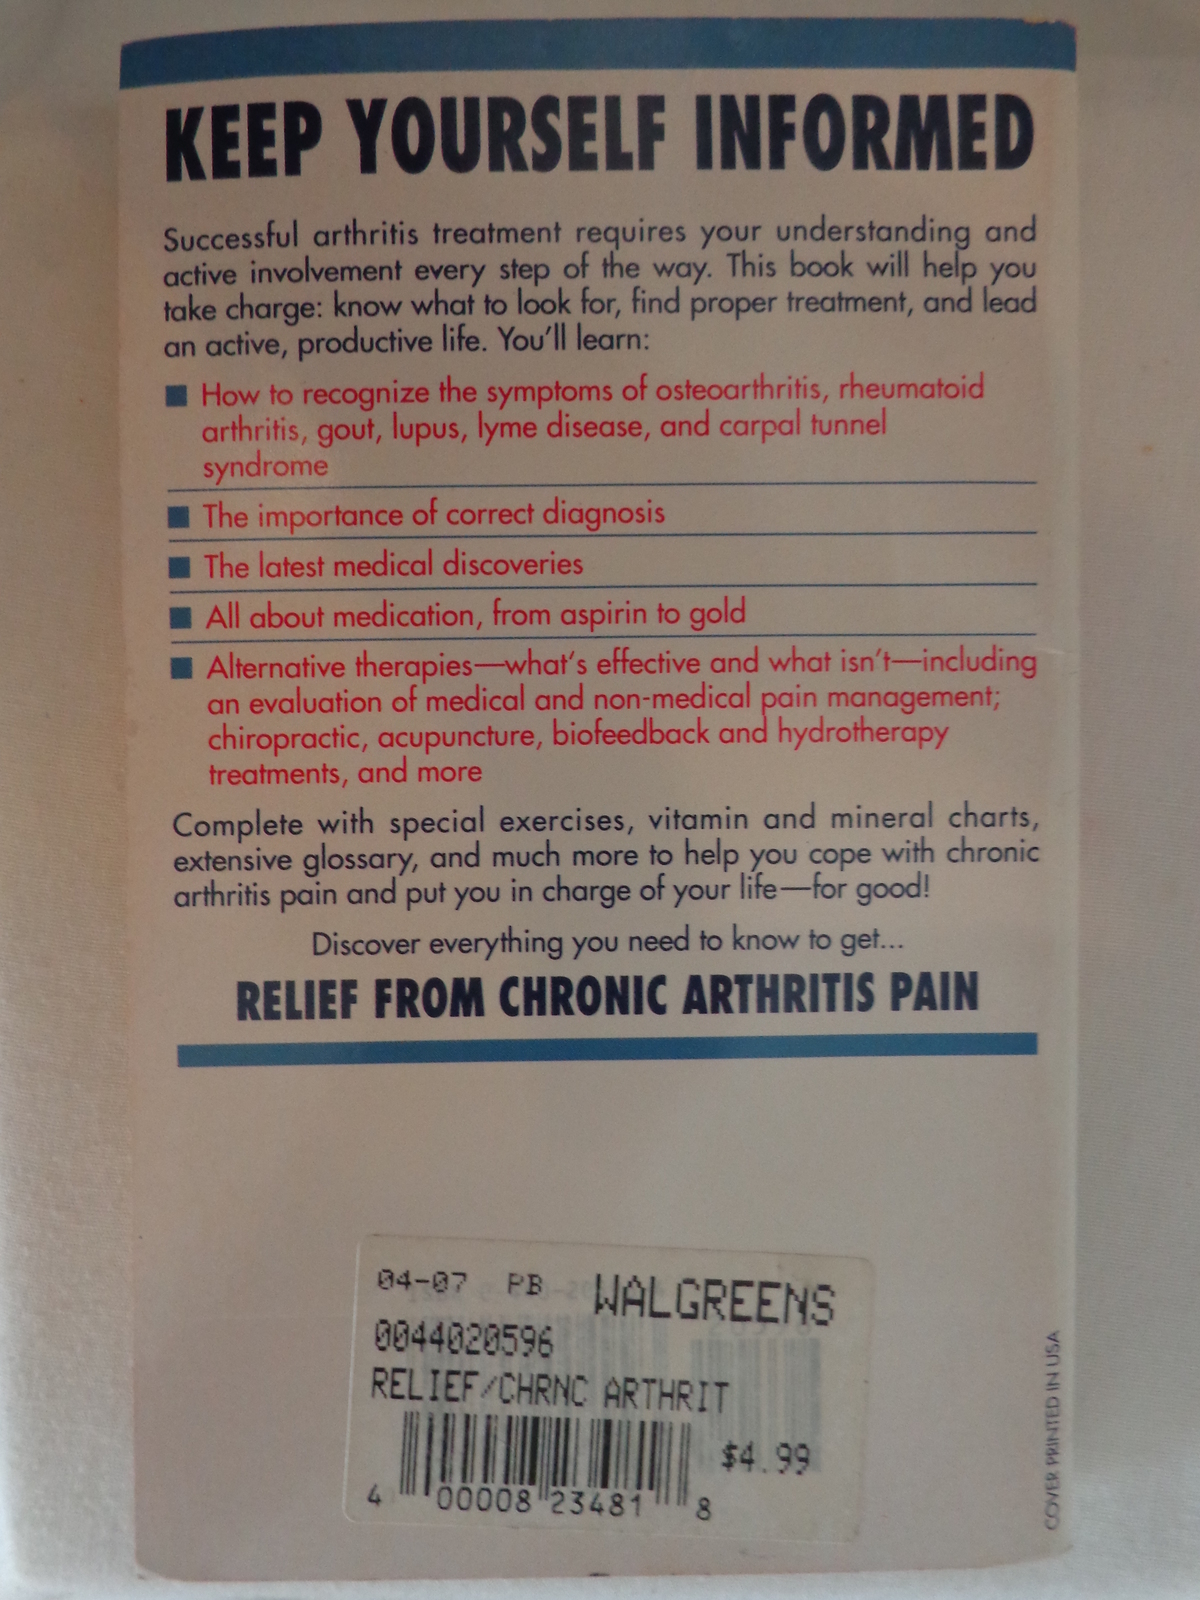 KEEP YOURSELF INFORMED
Successful arthritis treatment requires your understanding and
active involvement every step of the way. This book will help you
take charge: know what to look for, find proper treatment, and lead
an active, productive life. You'll learn:
■ How to recognize the symptoms of osteoarthritis, rheumatoid
arthritis, gout, lupus, lyme disease, and carpal tunnel
syndrome
■ The importance of correct diagnosis
■ The latest medical discoveries
■ All about medication, from aspirin to gold
■ Alternative therapies—what's effective and what isn't—including
an evaluation of medical and non-medical pain management;
chiropractic, acupuncture, biofeedback and hydrotherapy
treatments, and more
Complete with special exercises, vitamin and mineral charts,
extensive glossary, and much more to help you cope with chronic
arthritis pain and put you in charge of your life—for good!
Discover everything you need to know to get...
RELIEF FROM CHRONIC ARTHRITIS PAIN
04-07 PB WALGREENS
0044020596
RELIEF/CHRNC ARTHRIT
$4.99
4 00008 23481 8
COVER PRINTED IN USA